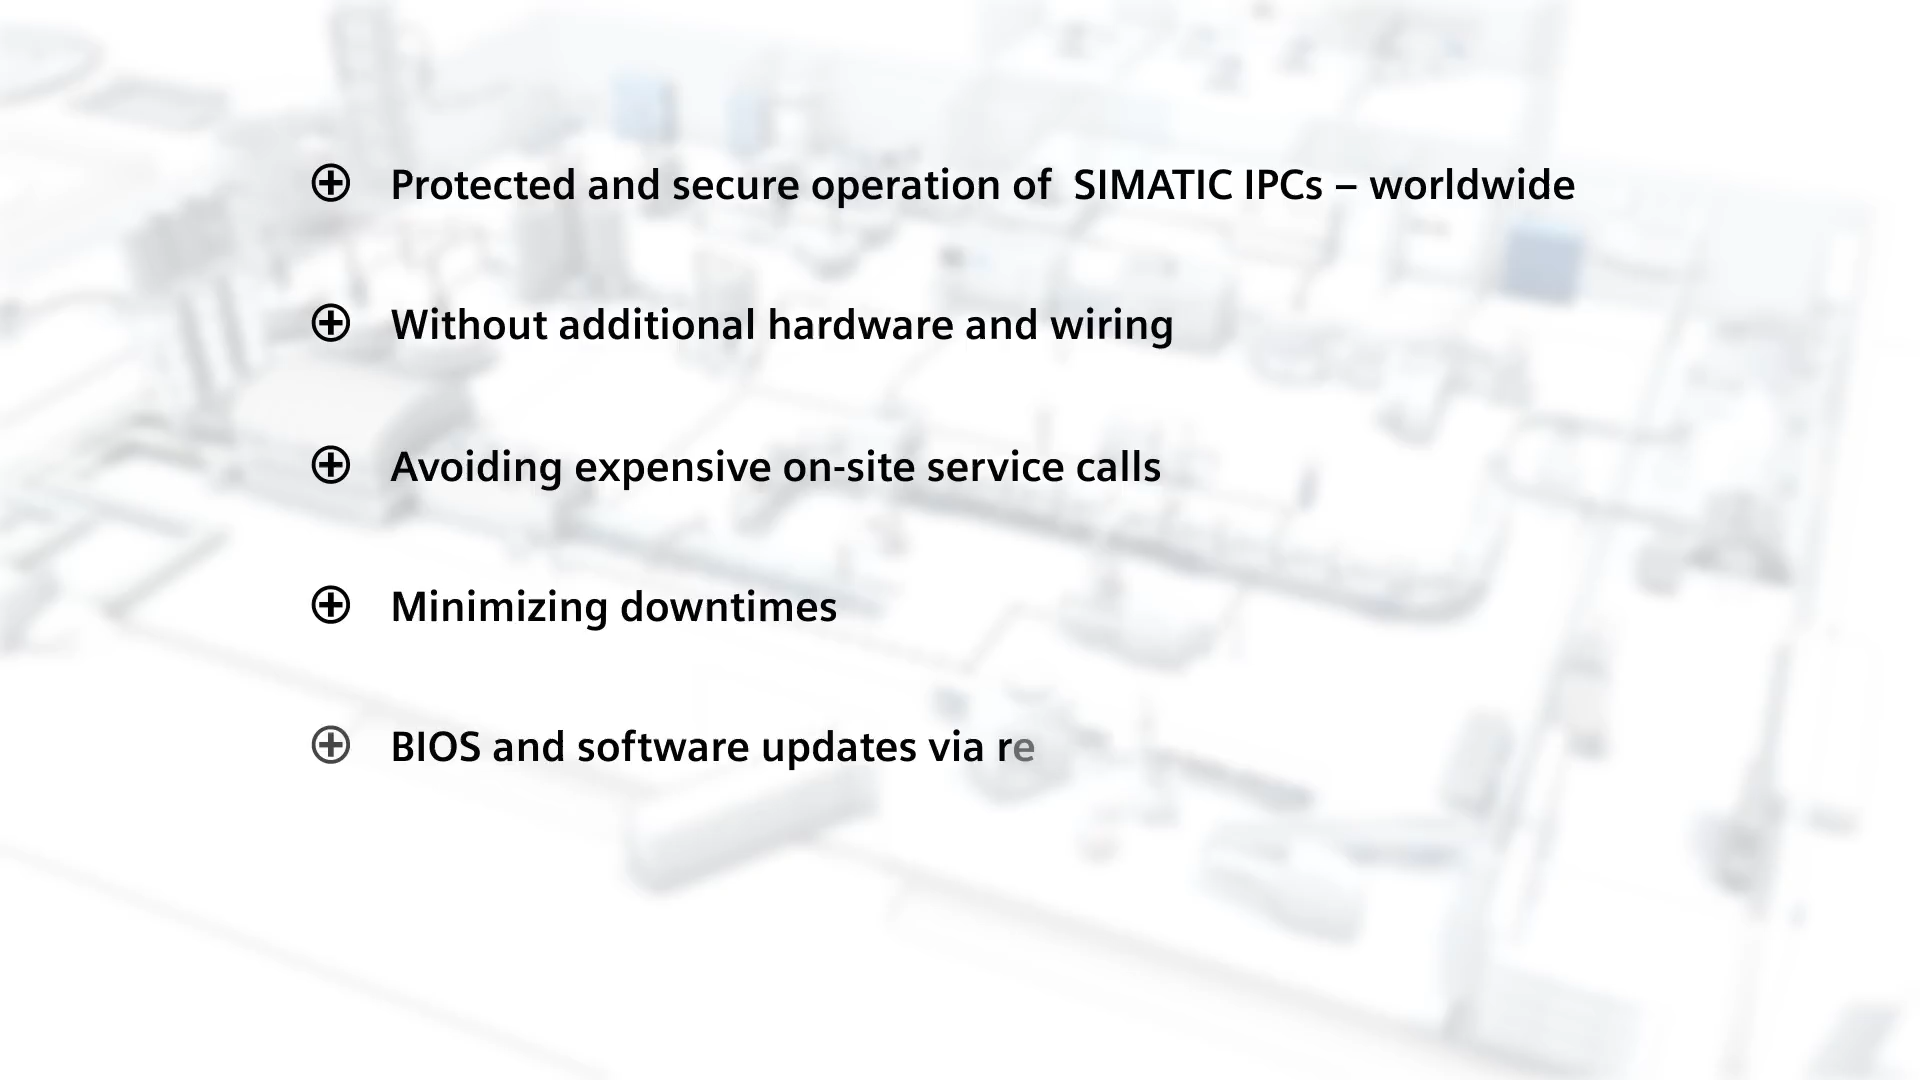 Protected and secure operation of SIMATIC IPCs – worldwide
Without additional hardware and wiring
Avoiding expensive on-site service calls
Minimizing downtimes
BIOS and software updates via re